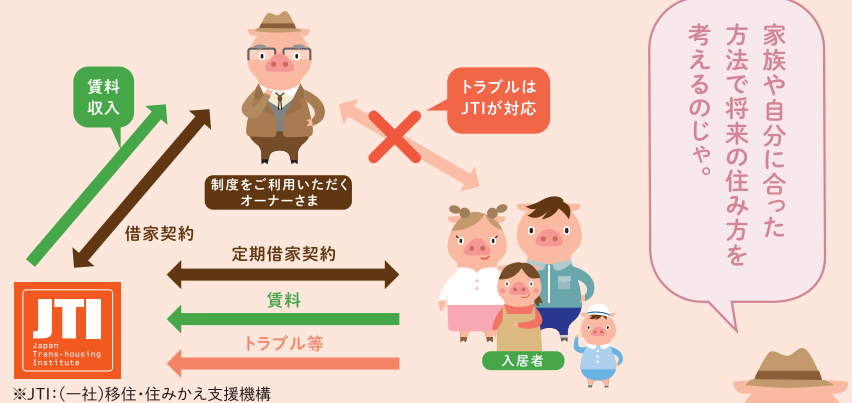 賃料
収入
トラブルは
JTIが対応
制度をご利用いただく
オーナーさま
借家契約
定期借家契約
賃料
トラブル等
JTI
Japan
Trans-housing
Institute
入居者
※JTI：(一社)移住・住みかえ支援機構
家族や自分に合った
方法で将来の住み方を
考えるのじゃ。